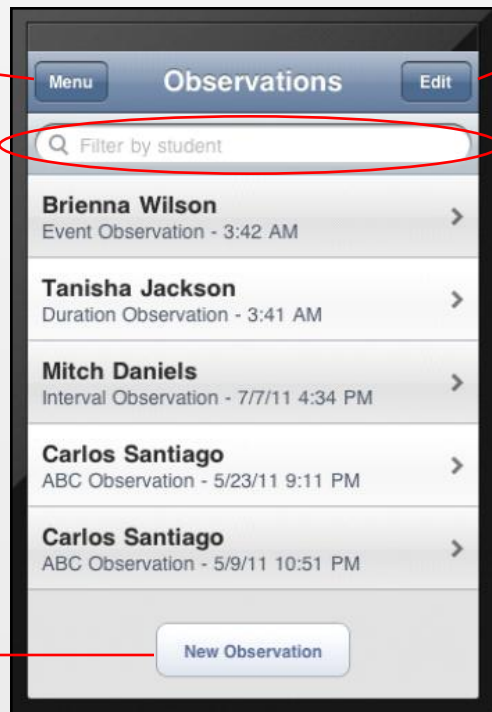 Menu Observations Edit
Filter by student
Brienna Wilson
Event Observation - 3:42 AM
Tanisha Jackson
Duration Observation - 3:41 AM
Mitch Daniels
Interval Observation - 7/7/11 4:34 PM
Carlos Santiago
ABC Observation - 5/23/11 9:11 PM
Carlos Santiago
ABC Observation - 5/9/11 10:51 PM
New Observation